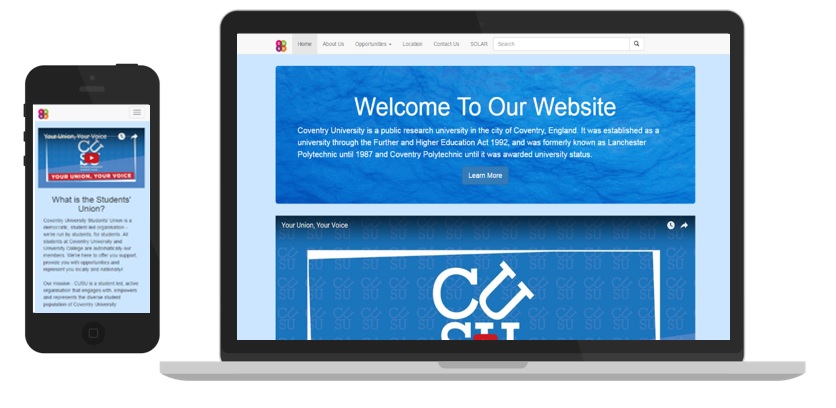 Home About Us Opportunities Location Contact Us SOLAR Search
Welcome To Our Website
Coventry University is a public research university in the city of Coventry, England. It was established as a
university through the Further and Higher Education Act 1992, and was formerly known as Lanchester
Polytechnic until 1987 and Coventry Polytechnic until it was awarded university status.
Learn More
Your Union, Your Voice
CU
SU
Your Union, Your Voice
CU
SU
YOUR UNION, YOUR VOICE
What is the Students'
Union?
Coventry University Students' Union is a
democratic, student-led organisation -
we're run by students, for students. All
students at Coventry University and
University College are automatically our
members. We're here to offer you support,
provide you with opportunities and
represent you locally and nationally!
Our mission : CUSU is a student-led, active
organisation that engages with, empowers
and represents the diverse student
population of Coventry University